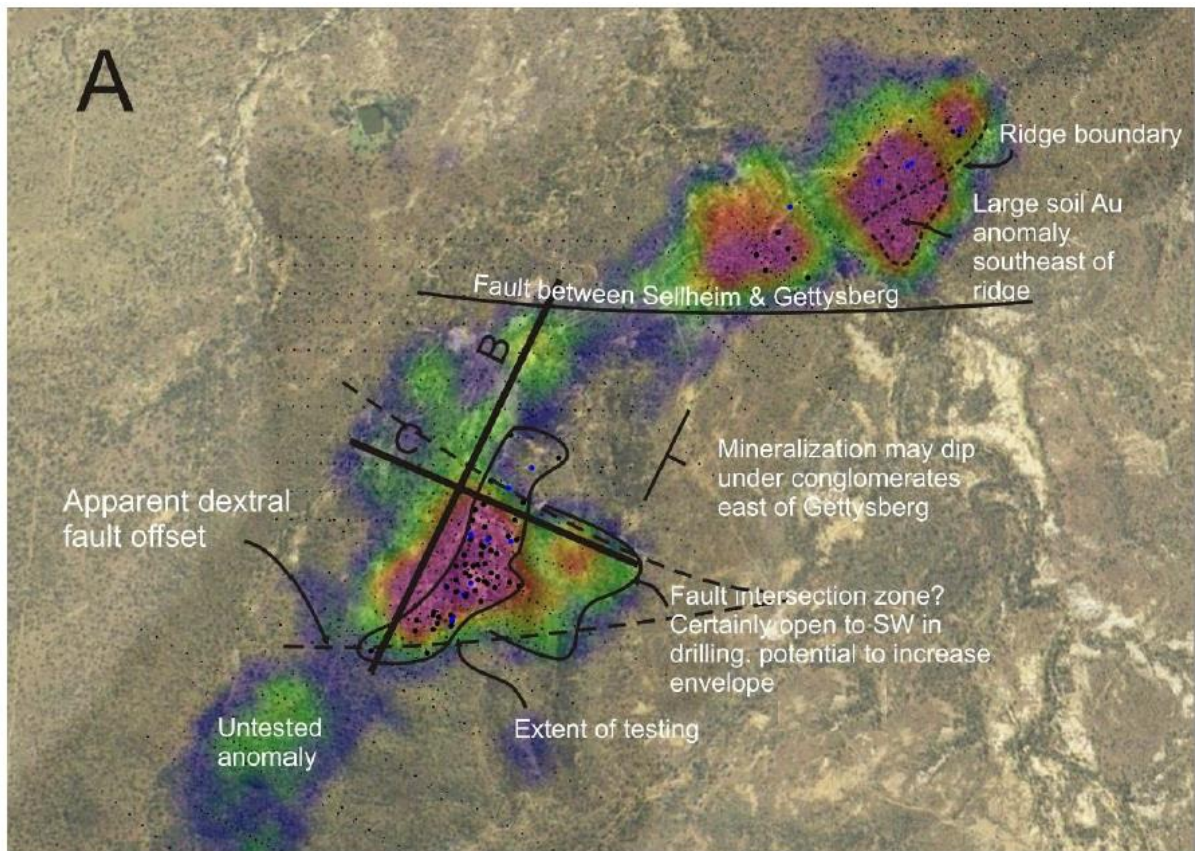 A
Ridge boundary
Large soil Au
anomaly
southeast of
ridge
Fault between Sellheim & Gettysberg
B
C
Mineralization may dip
under conglomerates
east of Gettysberg
Apparent dextral
fault offset
Fault intersection zone?
Certainly open to SW in
drilling. potential to increase
envelope
Untested
anomaly
Extent of testing